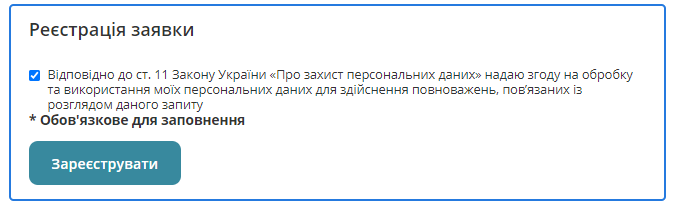 Реєстрація заявки
Відповідно до ст. 11 Закону України «Про захист персональних даних» надаю згоду на обробку
та використання моїх персональних даних для здійснення повноважень, пов’язаних із
розглядом даного запиту
* Обов'язкове для заповнення
Зареєструвати